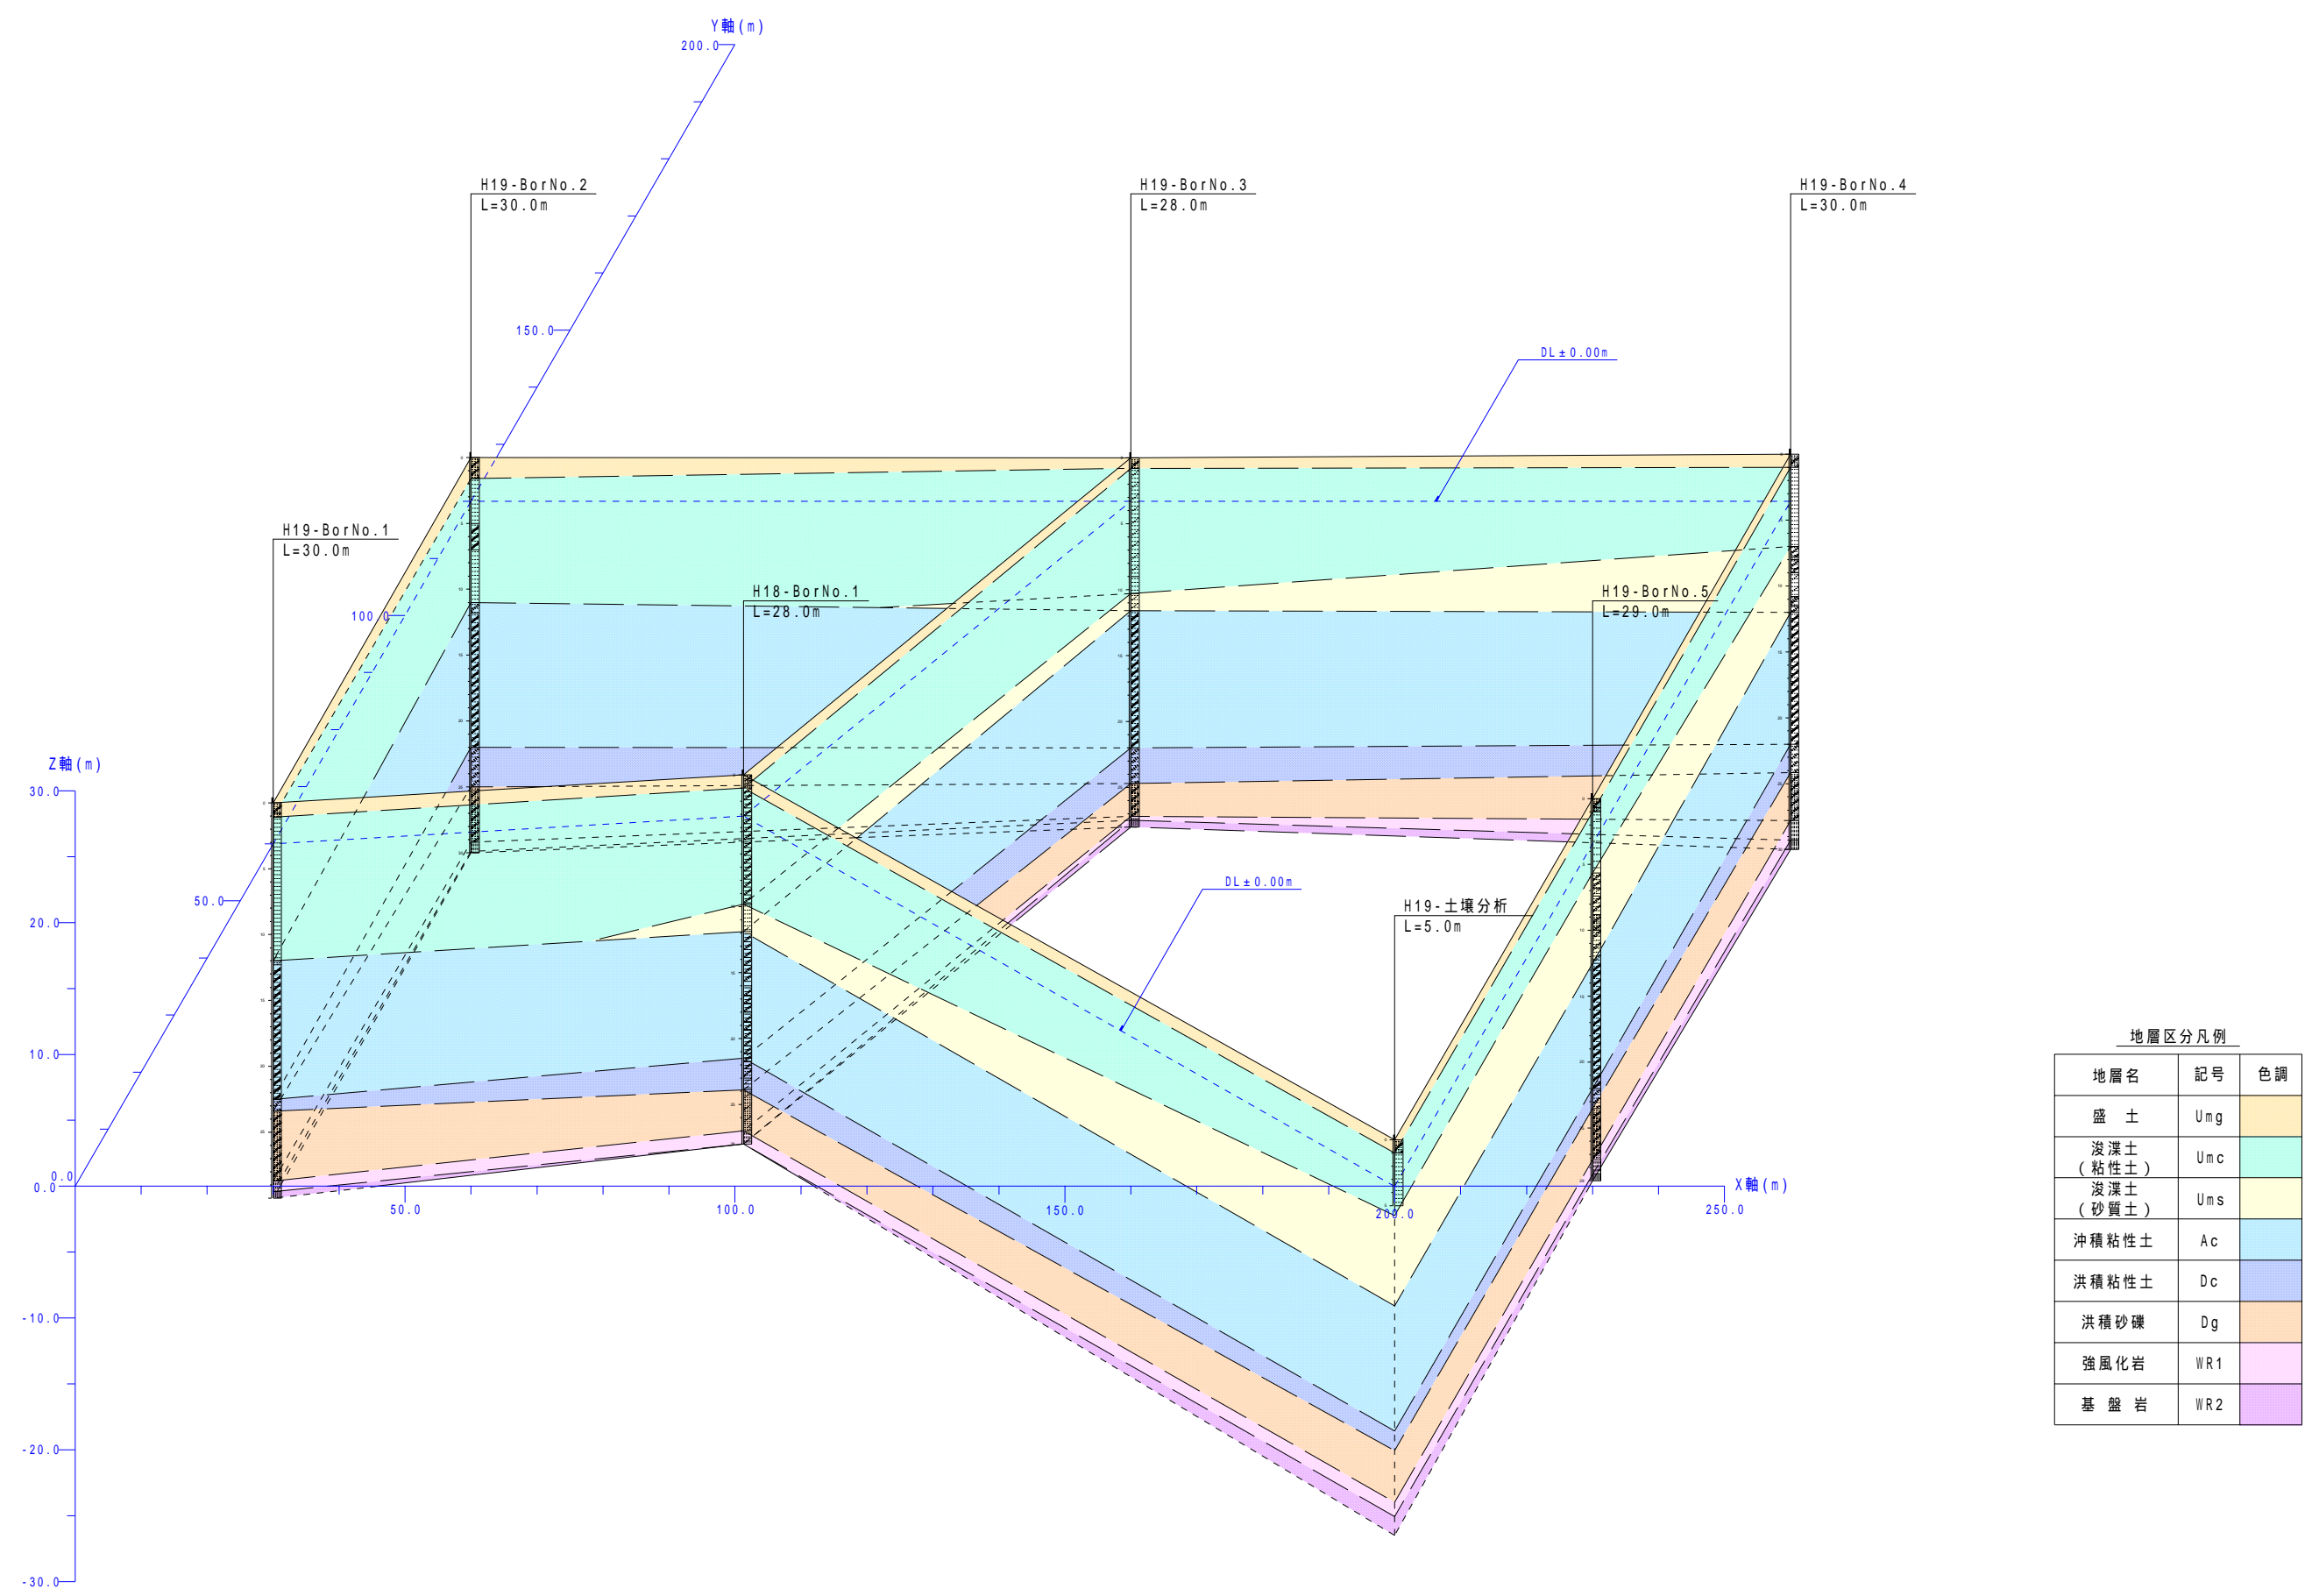 Y軸(m)
200.0
150.0
100.0
50.0
H19-BorNo.2
L=30.0m
H19-BorNo.3
L=28.0m
H19-BorNo.4
L=30.0m
DL±0.00m
H19-BorNo.1
L=30.0m
H18-BorNo.1
L=28.0m
H19-BorNo.5
L=29.0m
DL±0.00m
H19-土壌分析
L=5.0m
Z軸(m)
30.0
20.0
10.0
0.0
0.0
-10.0
-20.0
-30.0
50.0
100.0
150.0
200.0
250.0
X軸(m)
地層区分凡例
地層名 記号 色調
盛 土 Umg
浚渫土
(粘性土) Umc
浚渫土
(砂質土) Ums
沖積粘性土 Ac
洪積粘性土 Dc
洪積砂礫 Dg
強風化岩 WR1
基盤岩 WR2